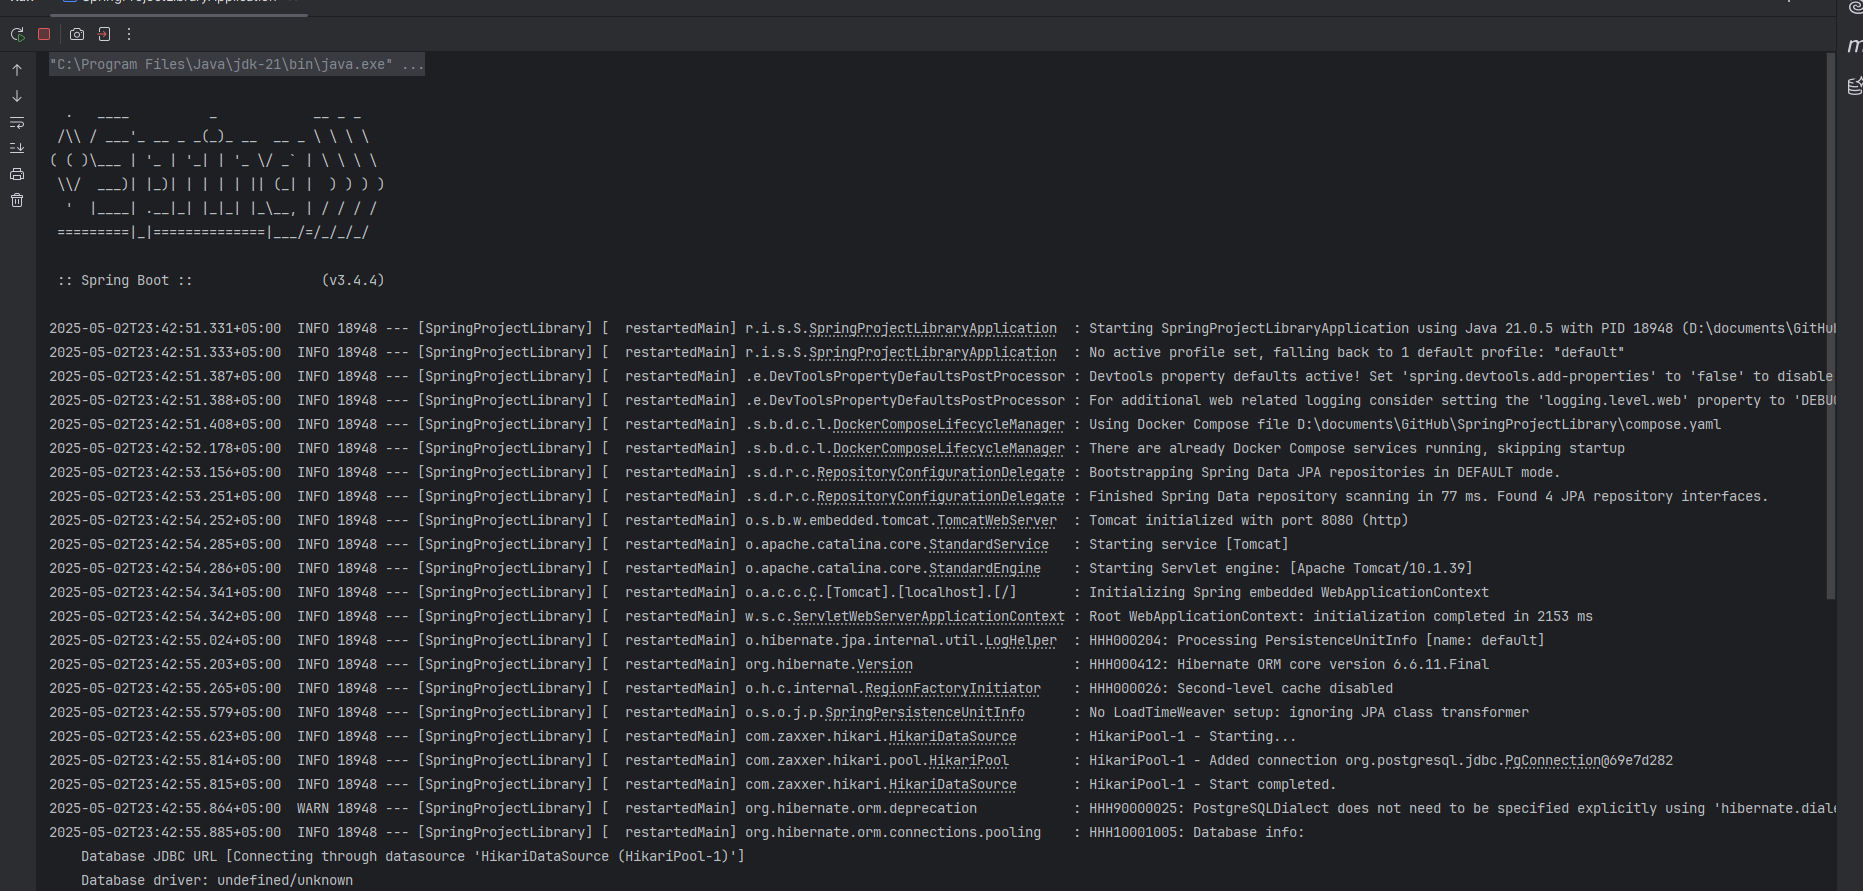 SpringProjectLibraryApplication
"C:\Program Files\Java\jdk-21\bin\java.exe" ...
  .   ____          _            __ _ _
 /\\ / ___'_ __ _ _(_)_ __  __ _ \ \ \ \
( ( )\___ | '_ | '_| | '_ \/ _` | \ \ \ \
 \\/  ___)| |_)| | | | | || (_| |  ) ) ) )
  '  |____| .__|_| |_|_| |_\__, | / / / /
 =========|_|==============|___/=/_/_/_/
 :: Spring Boot ::                (v3.4.4)
2025-05-02T23:42:51.331+05:00  INFO 18948 --- [SpringProjectLibrary] [  restartedMain] r.i.s.S.SpringProjectLibraryApplication  : Starting SpringProjectLibraryApplication using Java 21.0.5 with PID 18948 (D:\documents\GitHub
2025-05-02T23:42:51.333+05:00  INFO 18948 --- [SpringProjectLibrary] [  restartedMain] r.i.s.S.SpringProjectLibraryApplication  : No active profile set, falling back to 1 default profile: "default"
2025-05-02T23:42:51.387+05:00  INFO 18948 --- [SpringProjectLibrary] [  restartedMain] .e.DevToolsPropertyDefaultsPostProcessor : Devtools property defaults active! Set 'spring.devtools.add-properties' to 'false' to disable
2025-05-02T23:42:51.388+05:00  INFO 18948 --- [SpringProjectLibrary] [  restartedMain] .e.DevToolsPropertyDefaultsPostProcessor : For additional web related logging consider setting the 'logging.level.web' property to 'DEBUG
2025-05-02T23:42:51.408+05:00  INFO 18948 --- [SpringProjectLibrary] [  restartedMain] .s.b.d.c.l.DockerComposeLifecycleManager : Using Docker Compose file D:\documents\GitHub\SpringProjectLibrary\compose.yaml
2025-05-02T23:42:52.178+05:00  INFO 18948 --- [SpringProjectLibrary] [  restartedMain] .s.b.d.c.l.DockerComposeLifecycleManager : There are already Docker Compose services running, skipping startup
2025-05-02T23:42:53.156+05:00  INFO 18948 --- [SpringProjectLibrary] [  restartedMain] .s.d.r.c.RepositoryConfigurationDelegate : Bootstrapping Spring Data JPA repositories in DEFAULT mode.
2025-05-02T23:42:53.251+05:00  INFO 18948 --- [SpringProjectLibrary] [  restartedMain] .s.d.r.c.RepositoryConfigurationDelegate : Finished Spring Data repository scanning in 77 ms. Found 4 JPA repository interfaces.
2025-05-02T23:42:54.252+05:00  INFO 18948 --- [SpringProjectLibrary] [  restartedMain] o.s.b.w.embedded.tomcat.TomcatWebServer  : Tomcat initialized with port 8080 (http)
2025-05-02T23:42:54.285+05:00  INFO 18948 --- [SpringProjectLibrary] [  restartedMain] o.apache.catalina.core.StandardService   : Starting service [Tomcat]
2025-05-02T23:42:54.286+05:00  INFO 18948 --- [SpringProjectLibrary] [  restartedMain] o.apache.catalina.core.StandardEngine    : Starting Servlet engine: [Apache Tomcat/10.1.39]
2025-05-02T23:42:54.341+05:00  INFO 18948 --- [SpringProjectLibrary] [  restartedMain] o.a.c.c.C.[Tomcat].[localhost].[/]       : Initializing Spring embedded WebApplicationContext
2025-05-02T23:42:54.342+05:00  INFO 18948 --- [SpringProjectLibrary] [  restartedMain] w.s.c.ServletWebServerApplicationContext : Root WebApplicationContext: initialization completed in 2153 ms
2025-05-02T23:42:55.024+05:00  INFO 18948 --- [SpringProjectLibrary] [  restartedMain] o.hibernate.jpa.internal.util.LogHelper  : HHH000204: Processing PersistenceUnitInfo [name: default]
2025-05-02T23:42:55.203+05:00  INFO 18948 --- [SpringProjectLibrary] [  restartedMain] org.hibernate.Version                    : HHH000412: Hibernate ORM core version 6.6.11.Final
2025-05-02T23:42:55.265+05:00  INFO 18948 --- [SpringProjectLibrary] [  restartedMain] o.h.c.internal.RegionFactoryInitiator    : HHH000026: Second-level cache disabled
2025-05-02T23:42:55.579+05:00  INFO 18948 --- [SpringProjectLibrary] [  restartedMain] o.s.o.j.p.SpringPersistenceUnitInfo      : No LoadTimeWeaver setup: ignoring JPA class transformer
2025-05-02T23:42:55.623+05:00  INFO 18948 --- [SpringProjectLibrary] [  restartedMain] com.zaxxer.hikari.HikariDataSource       : HikariPool-1 - Starting...
2025-05-02T23:42:55.814+05:00  INFO 18948 --- [SpringProjectLibrary] [  restartedMain] com.zaxxer.hikari.pool.HikariPool        : HikariPool-1 - Added connection org.postgresql.jdbc.PgConnection@69e7d282
2025-05-02T23:42:55.815+05:00  INFO 18948 --- [SpringProjectLibrary] [  restartedMain] com.zaxxer.hikari.HikariDataSource       : HikariPool-1 - Start completed.
2025-05-02T23:42:55.864+05:00  WARN 18948 --- [SpringProjectLibrary] [  restartedMain] org.hibernate.orm.deprecation            : HHH90000025: PostgreSQLDialect does not need to be specified explicitly using 'hibernate.diale
2025-05-02T23:42:55.885+05:00  INFO 18948 --- [SpringProjectLibrary] [  restartedMain] org.hibernate.orm.connections.pooling    : HHH10001005: Database info:
    Database JDBC URL [Connecting through datasource 'HikariDataSource (HikariPool-1)']
    Database driver: undefined/unknown